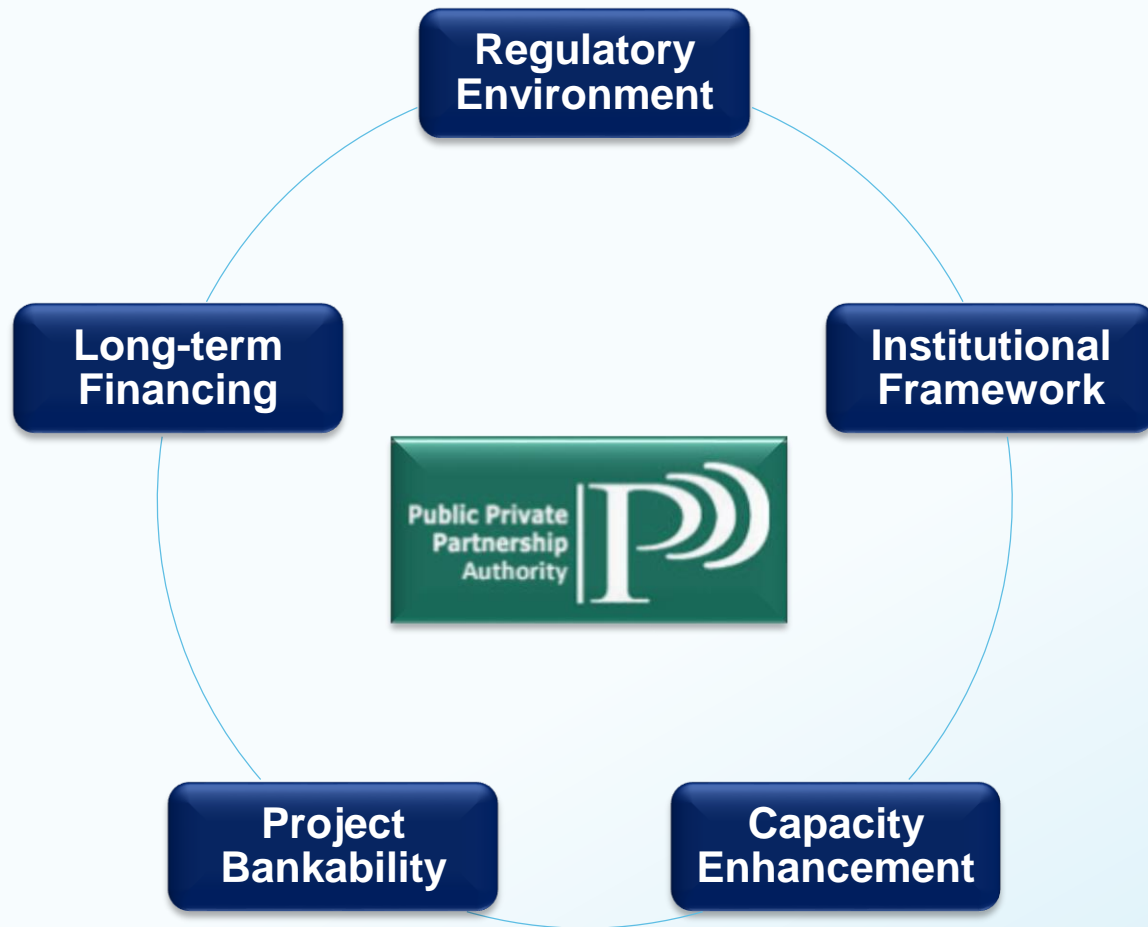 Regulatory
Environment
Long-term
Financing
Institutional
Framework
Public Private
Partnership
Authority
P
Project
Bankability
Capacity
Enhancement